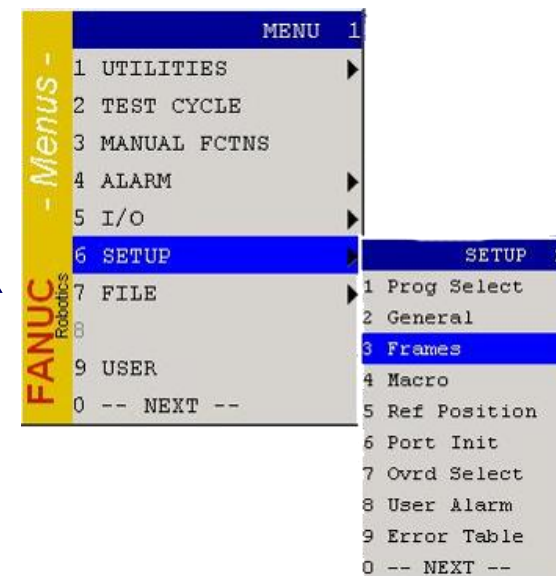 - Menus -
FANUC
Robotics
MENU 1
1 UTILITIES
2 TEST CYCLE
3 MANUAL FCTNS
4 ALARM
5 I/O
6 SETUP
7 FILE
8
9 USER
0 -- NEXT --
SETUP
1 Prog Select
2 General
3 Frames
4 Macro
5 Ref Position
6 Port Init
7 Ovrd Select
8 User Alarm
9 Error Table
0 -- NEXT --